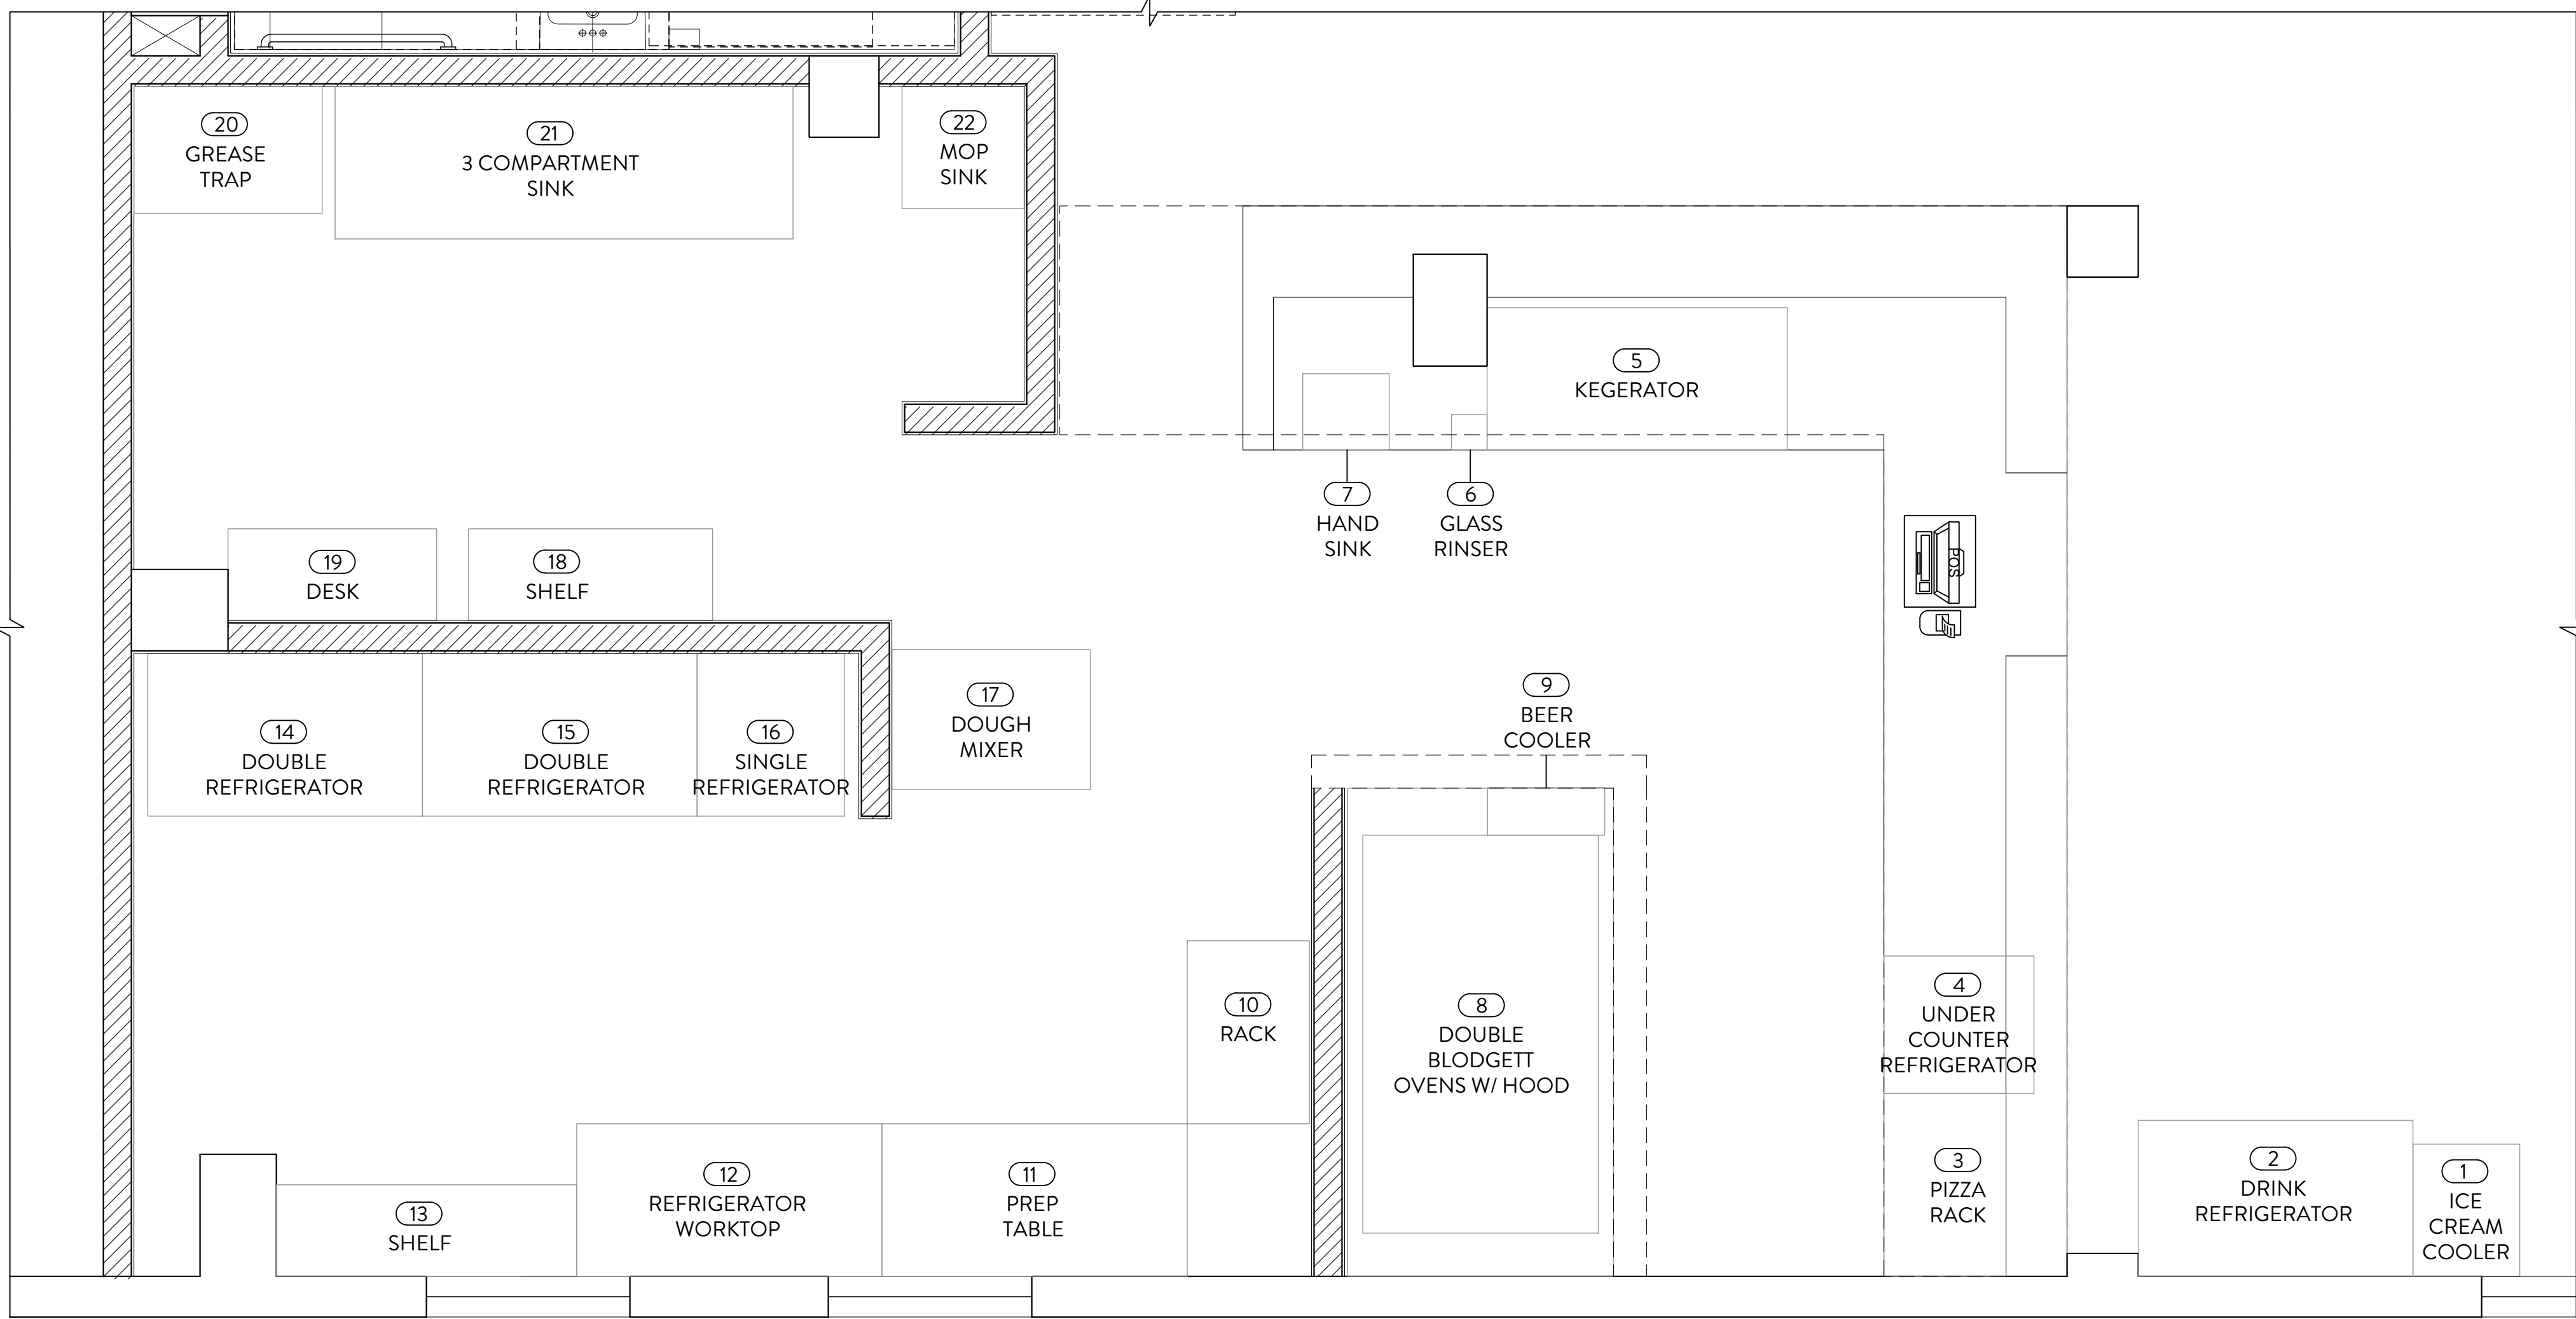 20
GREASE
TRAP
21
3 COMPARTMENT
SINK
22
MOP
SINK
5
KEGERATOR
7
HAND
SINK
6
GLASS
RINSER
POS
19
DESK
18
SHELF
17
DOUGH
MIXER
9
BEER
COOLER
14
DOUBLE
REFRIGERATOR
15
DOUBLE
REFRIGERATOR
16
SINGLE
REFRIGERATOR
10
RACK
8
DOUBLE
BLODGETT
OVENS W/ HOOD
4
UNDER
COUNTER
REFRIGERATOR
13
SHELF
12
REFRIGERATOR
WORKTOP
11
PREP
TABLE
3
PIZZA
RACK
2
DRINK
REFRIGERATOR
1
ICE
CREAM
COOLER